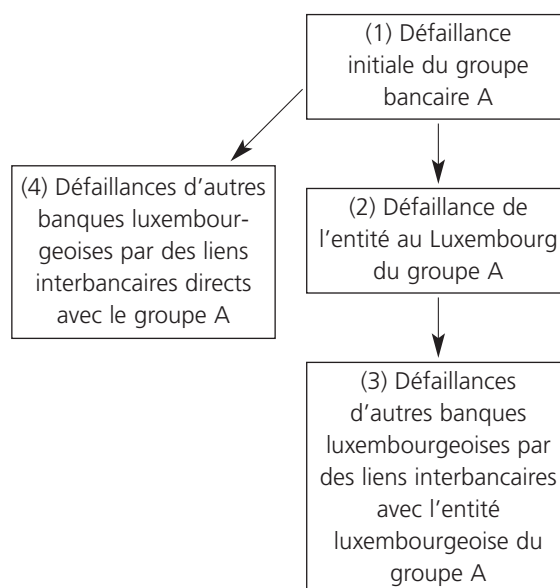 (1) Défaillance
initiale du groupe
bancaire A
(4) Défaillances d'autres
banques luxembour-
geoises par des liens
interbancaires directs
avec le groupe A
(2) Défaillance de
l'entité au Luxembourg
du groupe A
(3) Défaillances
d'autres banques
luxembourgeoises par
des liens interbancaires
avec l'entité
luxembourgeoise du
groupe A